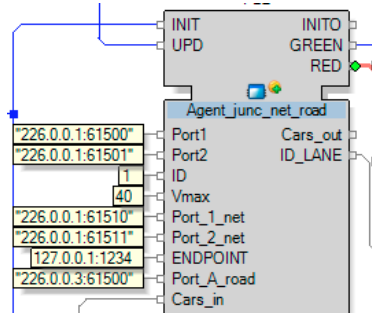 INIT INITO
UPD GREEN
RED
Agent_junc_net_road
"226.0.0.1:61500" Port1 Cars_out
"226.0.0.1:61501" Port2 ID_LANE
1 ID
40 Vmax
"226.0.0.1:61510" Port_1_net
"226.0.0.1:61511" Port_2_net
127.0.0.1:1234 ENDPOINT
"226.0.0.3:61500" Port_A_road
Cars_in